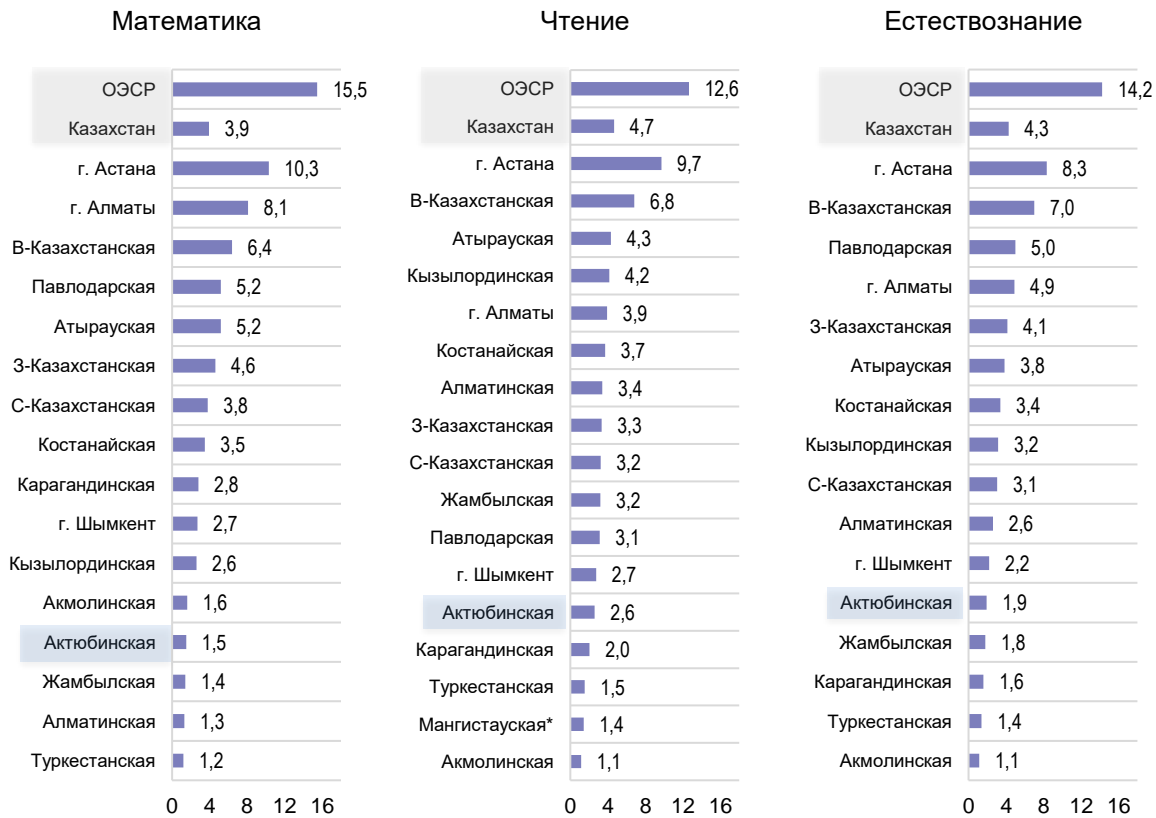 Математика
ОЭСР 15,5
Казахстан 3,9
г. Астана 10,3
г. Алматы 8,1
В-Казахстанская 6,4
Павлодарская 5,2
Атырауская 5,2
З-Казахстанская 4,6
С-Казахстанская 3,8
Костанайская 3,5
Карагандинская 2,8
г. Шымкент 2,7
Кызылординская 2,6
Акмолинская 1,6
Актюбинская 1,5
Жамбылская 1,4
Алматинская 1,3
Туркестанская 1,2
0 4 8 12 16
Чтение
ОЭСР 12,6
Казахстан 4,7
г. Астана 9,7
В-Казахстанская 6,8
Атырауская 4,3
Кызылординская 4,2
г. Алматы 3,9
Костанайская 3,7
Алматинская 3,4
З-Казахстанская 3,3
С-Казахстанская 3,2
Жамбылская 3,2
Павлодарская 3,1
г. Шымкент 2,7
Актюбинская 2,6
Карагандинская 2,0
Туркестанская 1,5
Мангистауская* 1,4
Акмолинская 1,1
0 4 8 12 16
Естествознание
ОЭСР 14,2
Казахстан 4,3
г. Астана 8,3
В-Казахстанская 7,0
Павлодарская 5,0
г. Алматы 4,9
З-Казахстанская 4,1
Атырауская 3,8
Костанайская 3,4
Кызылординская 3,2
С-Казахстанская 3,1
Алматинская 2,6
г. Шымкент 2,2
Актюбинская 1,9
Жамбылская 1,8
Карагандинская 1,6
Туркестанская 1,4
Акмолинская 1,1
0 4 8 12 16